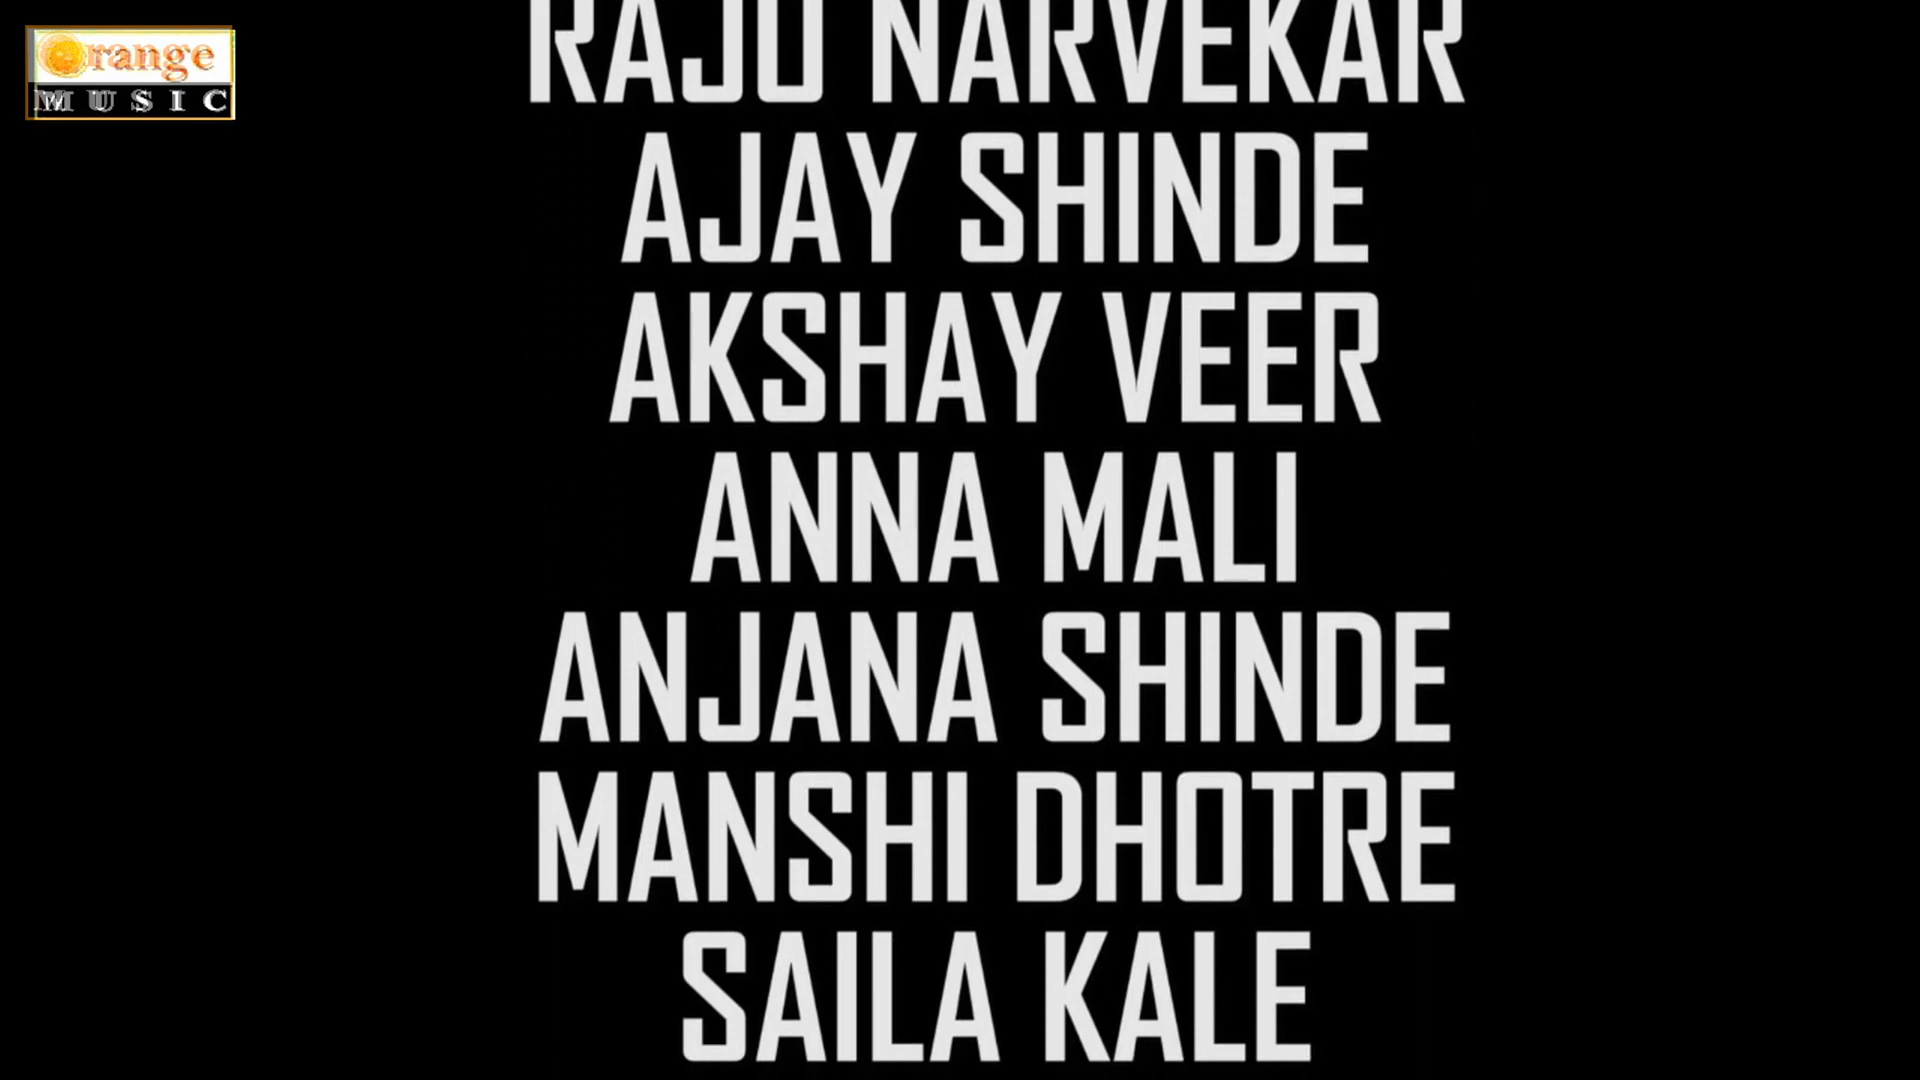 Orange
MUSIC
RAJU NARVEKAR
AJAY SHINDE
AKSHAY VEER
ANNA MALI
ANJANA SHINDE
MANSHI DHOTRE
SAILA KALE